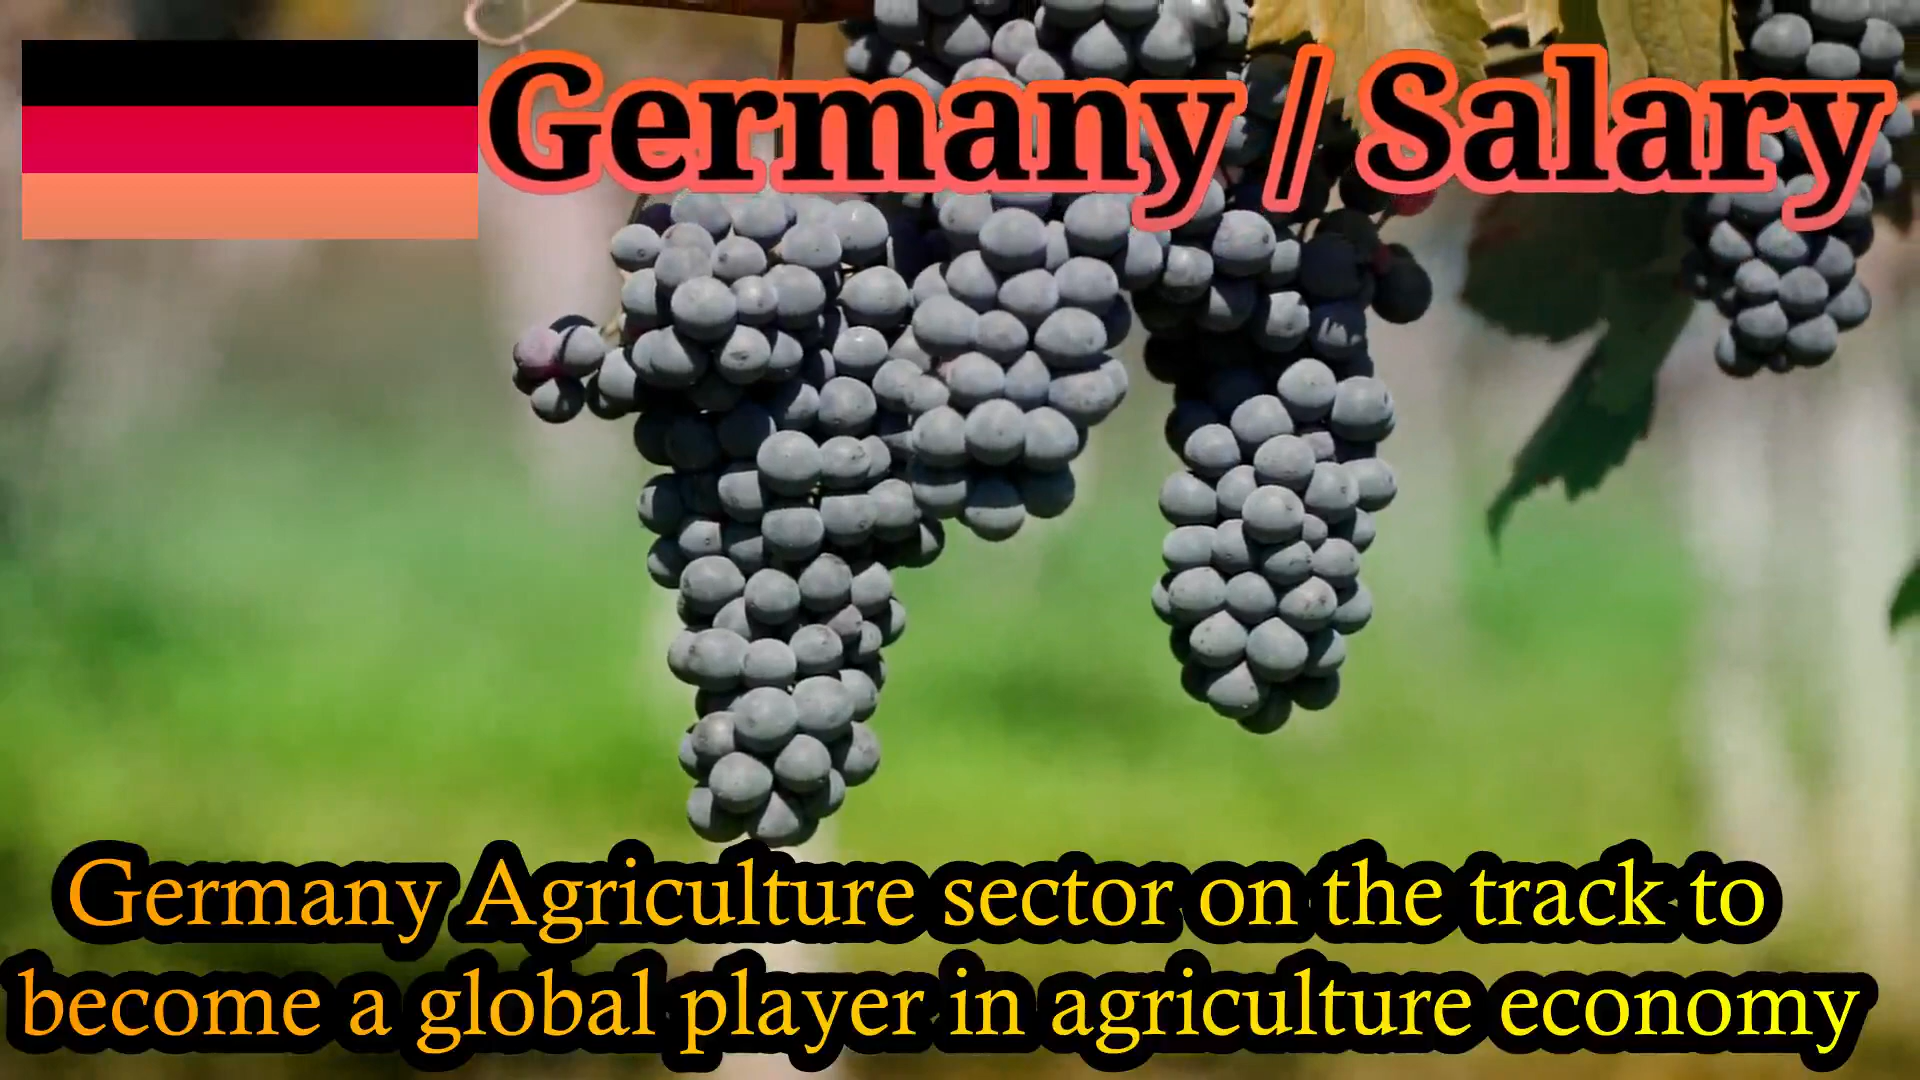 Germany / Salary
Germany Agriculture sector on the track to
become a global player in agriculture economy